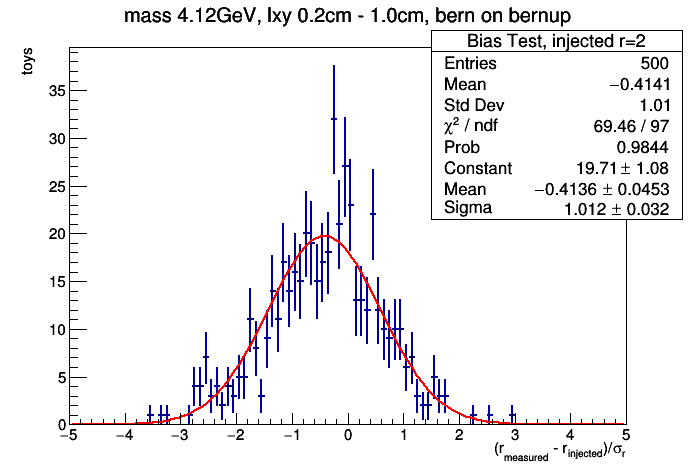 mass 4.12GeV, lxy 0.2cm - 1.0cm, bern on bernup
toys
Bias Test, injected r=2
Entries 500
Mean −0.4141
Std Dev 1.01
χ² / ndf 69.46 / 97
Prob 0.9844
Constant 19.71 ± 1.08
Mean −0.4136 ± 0.0453
Sigma 1.012 ± 0.032
35
30
25
20
15
10
5
0
−5 −4 −3 −2 −1 0 1 2 3 4 5
(r_measured - r_injected)/σ_r